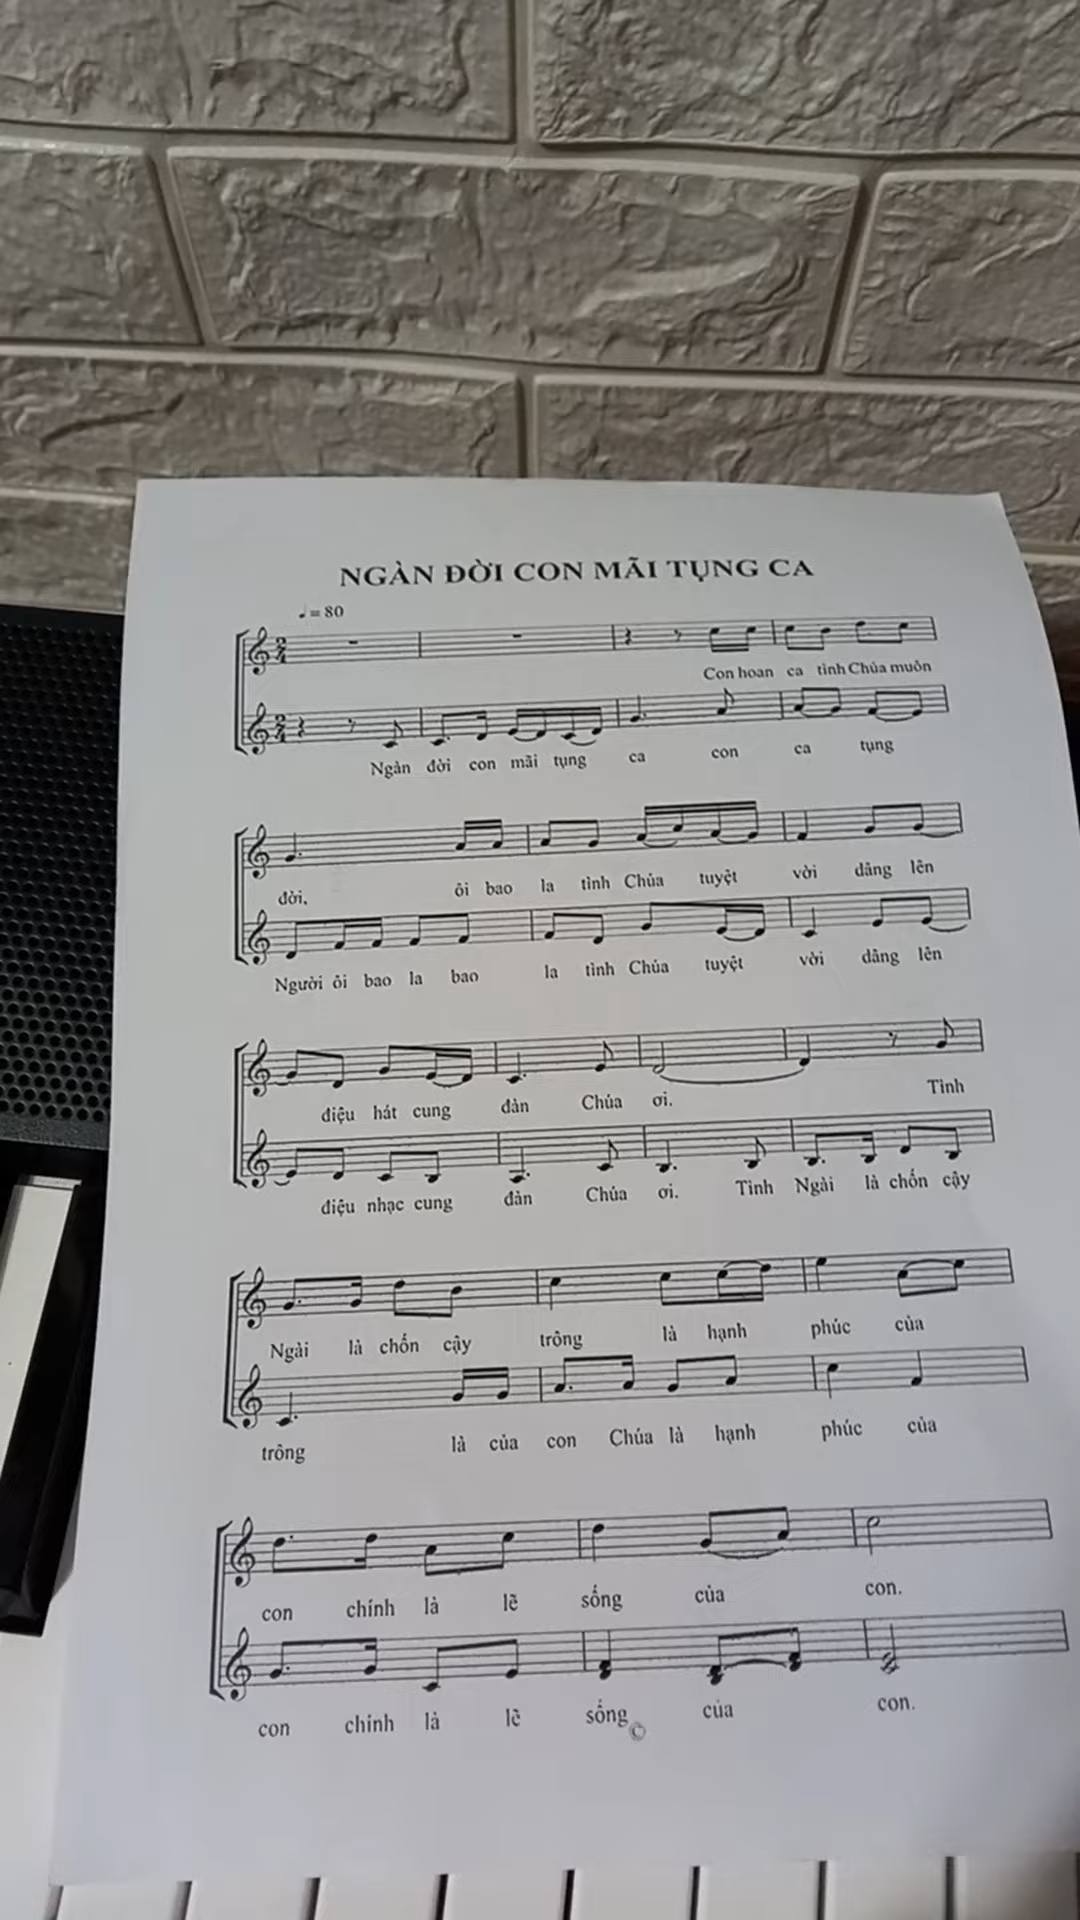 NGÀN ĐỜI CON MÃI TỤNG CA
♩ = 80
Con hoan ca tình Chúa muôn
Ngàn đời con mãi tụng ca con ca tụng
đời, ôi bao la tình Chúa tuyệt vời dâng lên
Người ôi bao la bao la tình Chúa tuyệt vời dâng lên
điệu hát cung đàn Chúa ơi. Tình
điệu nhạc cung đàn Chúa ơi. Tình Ngài là chốn cậy
Ngài là chốn cậy trông là hạnh phúc của
trông là của con Chúa là hạnh phúc của
con chính là lẽ sống của con.
con chính là lẽ sống của con.
©